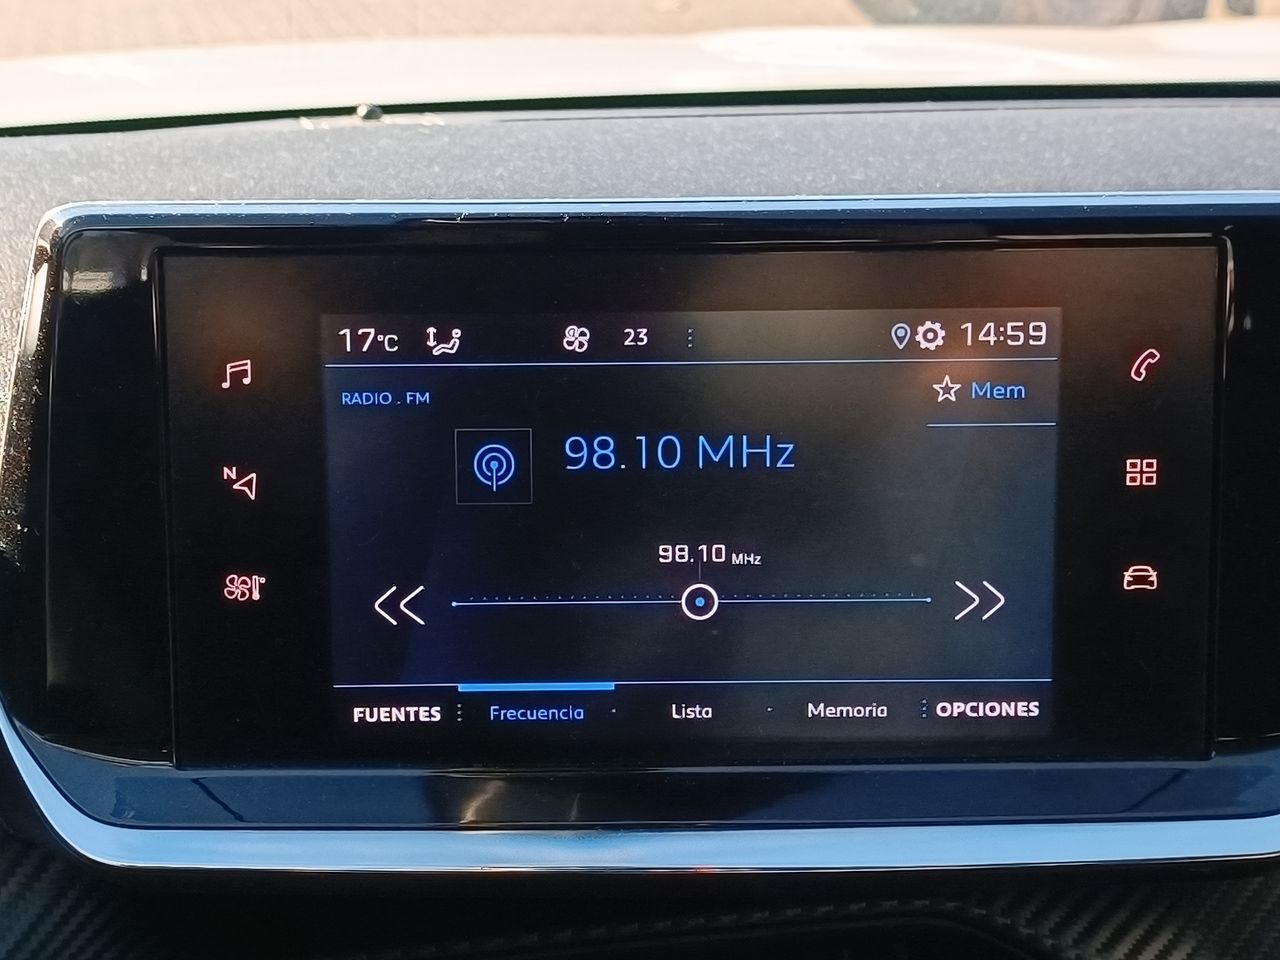 17°C 23 14:59
RADIO . FM
Mem
98.10 MHz
98.10 MHz
N
FUENTES Frecuencia Lista Memoria OPCIONES